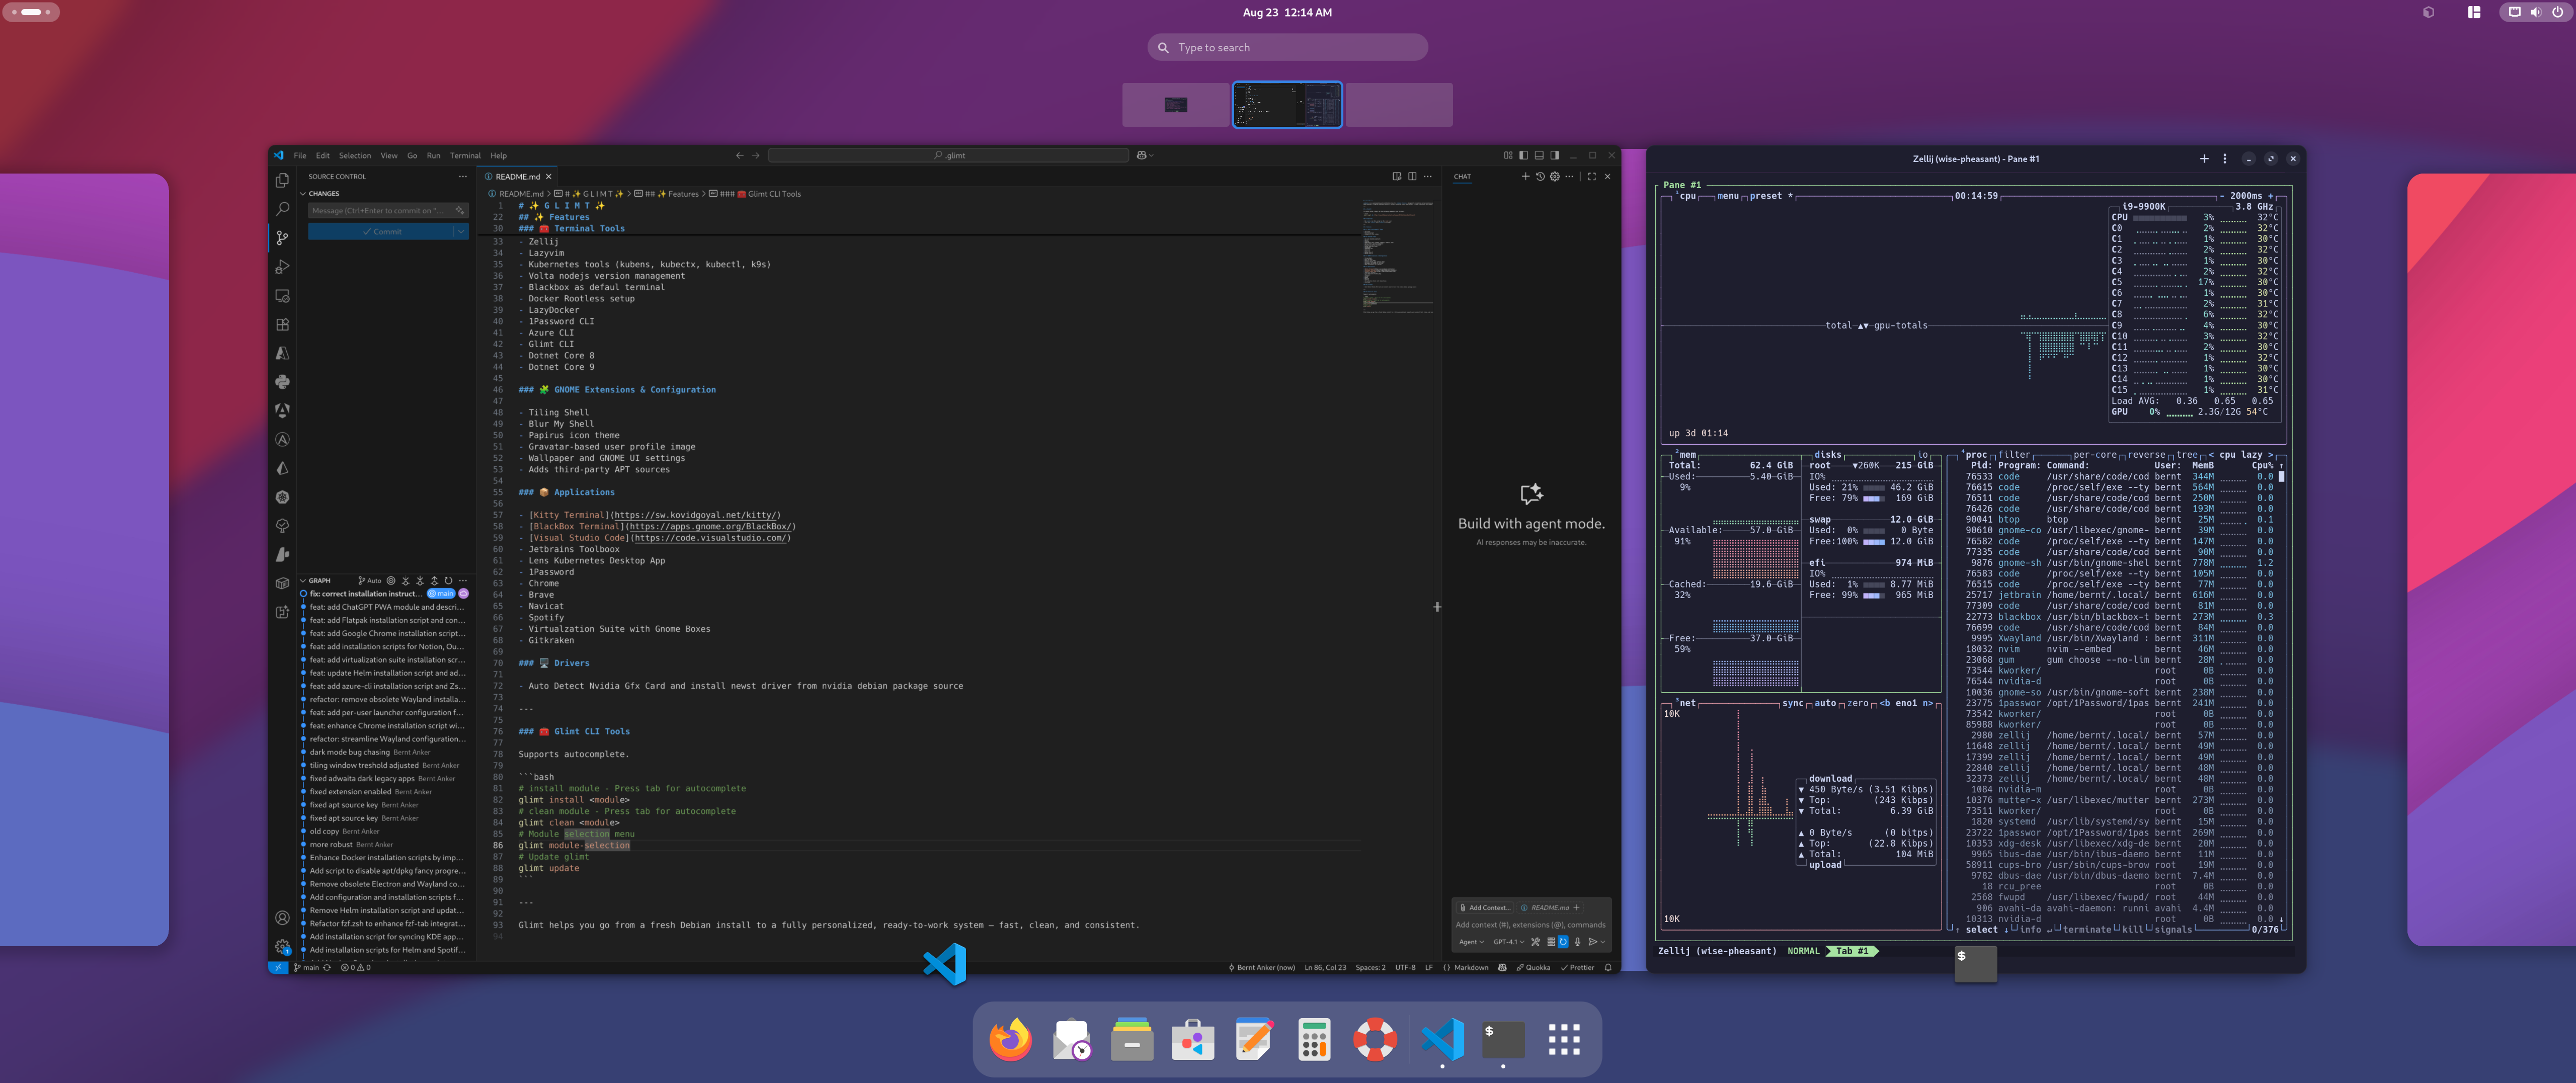 Aug 23 12:14 AM
Type to search
File Edit Selection View Go Run Terminal Help
.glimt
SOURCE CONTROL
CHANGES
Message (Ctrl+Enter to commit on "...
Commit
GRAPH
Auto
fix: correct installation instruct... main
feat: add ChatGPT PWA module and descri...
feat: add Flatpak installation script and con...
feat: add Google Chrome installation script...
feat: add installation scripts for Notion, Ou...
feat: add virtualization suite installation scr...
feat: update Helm installation script and ad...
feat: add azure-cli installation script and Zs...
refactor: remove obsolete Wayland installa...
feat: add per-user launcher configuration f...
feat: enhance Chrome installation script wi...
refactor: streamline Wayland configuration...
dark mode bug chasing Bernt Anker
tiling window treshold adjusted Bernt Anker
fixed adwaita dark legacy apps Bernt Anker
fixed extension enabled Bernt Anker
fixed apt source key Bernt Anker
fixed apt source key Bernt Anker
old copy Bernt Anker
more robust Bernt Anker
Enhance Docker installation scripts by imp...
Add script to disable apt/dpkg fancy progre...
Remove obsolete Electron and Wayland co...
Add configuration and installation scripts f...
Remove Helm installation script and updat...
Refactor fzf.zsh to enhance fzf-tab integrat...
Add installation script for syncing KDE app...
Add installation scripts for Helm and Spotif...
README.md
README.md > # ✨ G L I M T ✨ > ## ✨ Features > ### 🧰 Glimt CLI Tools
1 # ✨ G L I M T ✨
22 ## ✨ Features
30 ### 🧰 Terminal Tools
33 - Zellij
34 - Lazyvim
35 - Kubernetes tools (kubens, kubectx, kubectl, k9s)
36 - Volta nodejs version management
37 - Blackbox as defaul terminal
38 - Docker Rootless setup
39 - LazyDocker
40 - 1Password CLI
41 - Azure CLI
42 - Glimt CLI
43 - Dotnet Core 8
44 - Dotnet Core 9
45
46 ### 🧩 GNOME Extensions & Configuration
47
48 - Tiling Shell
49 - Blur My Shell
50 - Papirus icon theme
51 - Gravatar-based user profile image
52 - Wallpaper and GNOME UI settings
53 - Adds third-party APT sources
54
55 ### 📦 Applications
56
57 - [Kitty Terminal](https://sw.kovidgoyal.net/kitty/)
58 - [BlackBox Terminal](https://apps.gnome.org/BlackBox/)
59 - [Visual Studio Code](https://code.visualstudio.com/)
60 - Jetbrains Toolboox
61 - Lens Kubernetes Desktop App
62 - 1Password
63 - Chrome
64 - Brave
65 - Navicat
66 - Spotify
67 - Virtualzation Suite with Gnome Boxes
68 - Gitkraken
69
70 ### 🖥️ Drivers
71
72 - Auto Detect Nvidia Gfx Card and install newst driver from nvidia debian package source
73
74 ---
75
76 ### 🧰 Glimt CLI Tools
77
78 Supports autocomplete.
79
80 ```bash
81 # install module - Press tab for autocomplete
82 glimt install <module>
83 # clean module - Press tab for autocomplete
84 glimt clean <module>
85 # Module selection menu
86 glimt module-selection
87 # Update glimt
88 glimt update
89 ```
90
91 ---
92
93 Glimt helps you go from a fresh Debian install to a fully personalized, ready-to-work system — fast, clean, and consistent.
94
CHAT
Build with agent mode.
AI responses may be inaccurate.
Add Context... README.md +
Add context (#), extensions (@), commands
Agent GPT-4.1
main 0 0
Bernt Anker (now) Ln 86, Col 23 Spaces: 2 UTF-8 LF {} Markdown Quokka Prettier
Zellij (wise-pheasant) - Pane #1
Pane #1
1cpu menu preset * 00:14:59 - 2000ms +
i9-9900K 3.8 GHz
CPU 3% 32°C
C0 2% 32°C
C1 1% 30°C
C2 2% 32°C
C3 1% 30°C
C4 2% 32°C
C5 17% 30°C
C6 1% 30°C
C7 2% 31°C
C8 6% 32°C
C9 4% 30°C
C10 3% 32°C
C11 2% 30°C
C12 1% 32°C
C13 1% 30°C
C14 1% 30°C
C15 1% 31°C
Load AVG: 0.36 0.65 0.65
GPU 0% 2.3G/12G 54°C
total ▲▼ gpu-totals
up 3d 01:14
2mem
Total: 62.4 GiB
Used: 5.40 GiB
9%
Available: 57.0 GiB
91%
Cached: 19.6 GiB
32%
Free: 37.0 GiB
59%
disks io
root ▼260K 215 GiB
IO%
Used: 21% 46.2 GiB
Free: 79% 169 GiB
swap 12.0 GiB
Used: 0% 0 Byte
Free:100% 12.0 GiB
efi 974 MiB
IO%
Used: 1% 8.77 MiB
Free: 99% 965 MiB
3net sync auto zero <b eno1 n>
10K
10K
download
▼ 450 Byte/s (3.51 Kibps)
▼ Top: (243 Kibps)
▼ Total: 6.39 GiB
▲ 0 Byte/s (0 bitps)
▲ Top: (22.8 Kibps)
▲ Total: 104 MiB
upload
4proc filter per-core reverse tree < cpu lazy >
Pid: Program: Command: User: MemB Cpu% ↑
76533 code /usr/share/code/cod bernt 344M 0.0
76615 code /proc/self/exe --ty bernt 564M 0.0
76511 code /usr/share/code/cod bernt 250M 0.0
76426 code /usr/share/code/cod bernt 193M 0.0
90041 btop btop bernt 25M 0.1
90610 gnome-co /usr/libexec/gnome- bernt 39M 0.0
76582 code /proc/self/exe --ty bernt 147M 0.0
77335 code /usr/share/code/cod bernt 90M 0.0
9876 gnome-sh /usr/bin/gnome-shel bernt 778M 1.2
76583 code /proc/self/exe --ty bernt 105M 0.0
76515 code /proc/self/exe --ty bernt 77M 0.0
25717 jetbrain /home/bernt/.local/ bernt 616M 0.0
77309 code /usr/share/code/cod bernt 81M 0.0
22773 blackbox /usr/bin/blackbox-t bernt 273M 0.3
76699 code /usr/share/code/cod bernt 84M 0.0
9995 Xwayland /usr/bin/Xwayland : bernt 311M 0.0
18032 nvim nvim --embed bernt 46M 0.0
23068 gum gum choose --no-lim bernt 28M 0.0
73544 kworker/ root 0B 0.0
76544 nvidia-d root 0B 0.0
10036 gnome-so /usr/bin/gnome-soft bernt 238M 0.0
23775 1passwor /opt/1Password/1pas bernt 241M 0.0
73542 kworker/ root 0B 0.0
85988 kworker/ root 0B 0.0
2980 zellij /home/bernt/.local/ bernt 57M 0.0
11648 zellij /home/bernt/.local/ bernt 49M 0.0
17399 zellij /home/bernt/.local/ bernt 49M 0.0
22840 zellij /home/bernt/.local/ bernt 48M 0.0
32373 zellij /home/bernt/.local/ bernt 48M 0.0
1084 nvidia-m root 0B 0.0
10376 mutter-x /usr/libexec/mutter bernt 273M 0.0
73511 kworker/ root 0B 0.0
1820 systemd /usr/lib/systemd/sy bernt 15M 0.0
23722 1passwor /opt/1Password/1pas bernt 269M 0.0
10353 xdg-desk /usr/libexec/xdg-de bernt 20M 0.0
9965 ibus-dae /usr/bin/ibus-daemo bernt 11M 0.0
58911 cups-bro /usr/sbin/cups-brow root 19M 0.0
9782 dbus-dae /usr/bin/dbus-daemo bernt 7.4M 0.0
18 rcu_pree root 0B 0.0
2568 fwupd /usr/libexec/fwupd/ root 44M 0.0
906 avahi-da avahi-daemon: runni avahi 4.4M 0.0
10313 nvidia-d root 0B 0.0 ↓
↑ select ↓ info ↵ terminate kill signals 0/376
Zellij (wise-pheasant) NORMAL Tab #1
$
$